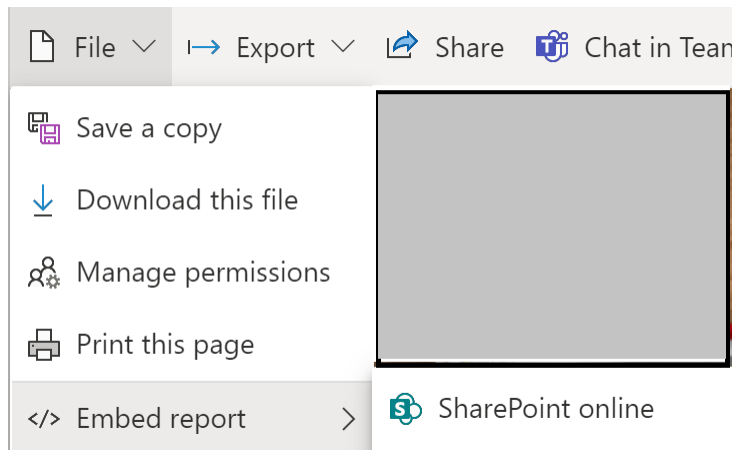 File Export Share Chat in Team
Save a copy
Download this file
Manage permissions
Print this page
</> Embed report
SharePoint online